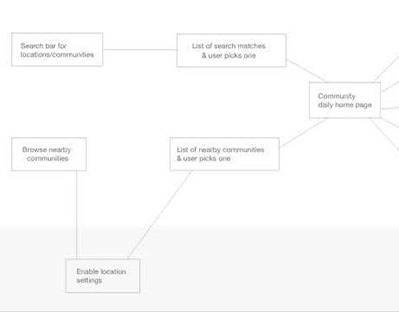 Search bar for
locations/communities
List of search matches
& user picks one
Community
daily home page
Browse nearby
communities
List of nearby communities
& user picks one
Enable location
settings